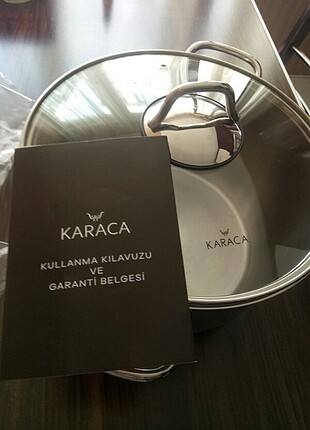 KARACA
KULLANMA KILAVUZU
VE
GARANTİ BELGESİ
KARACA